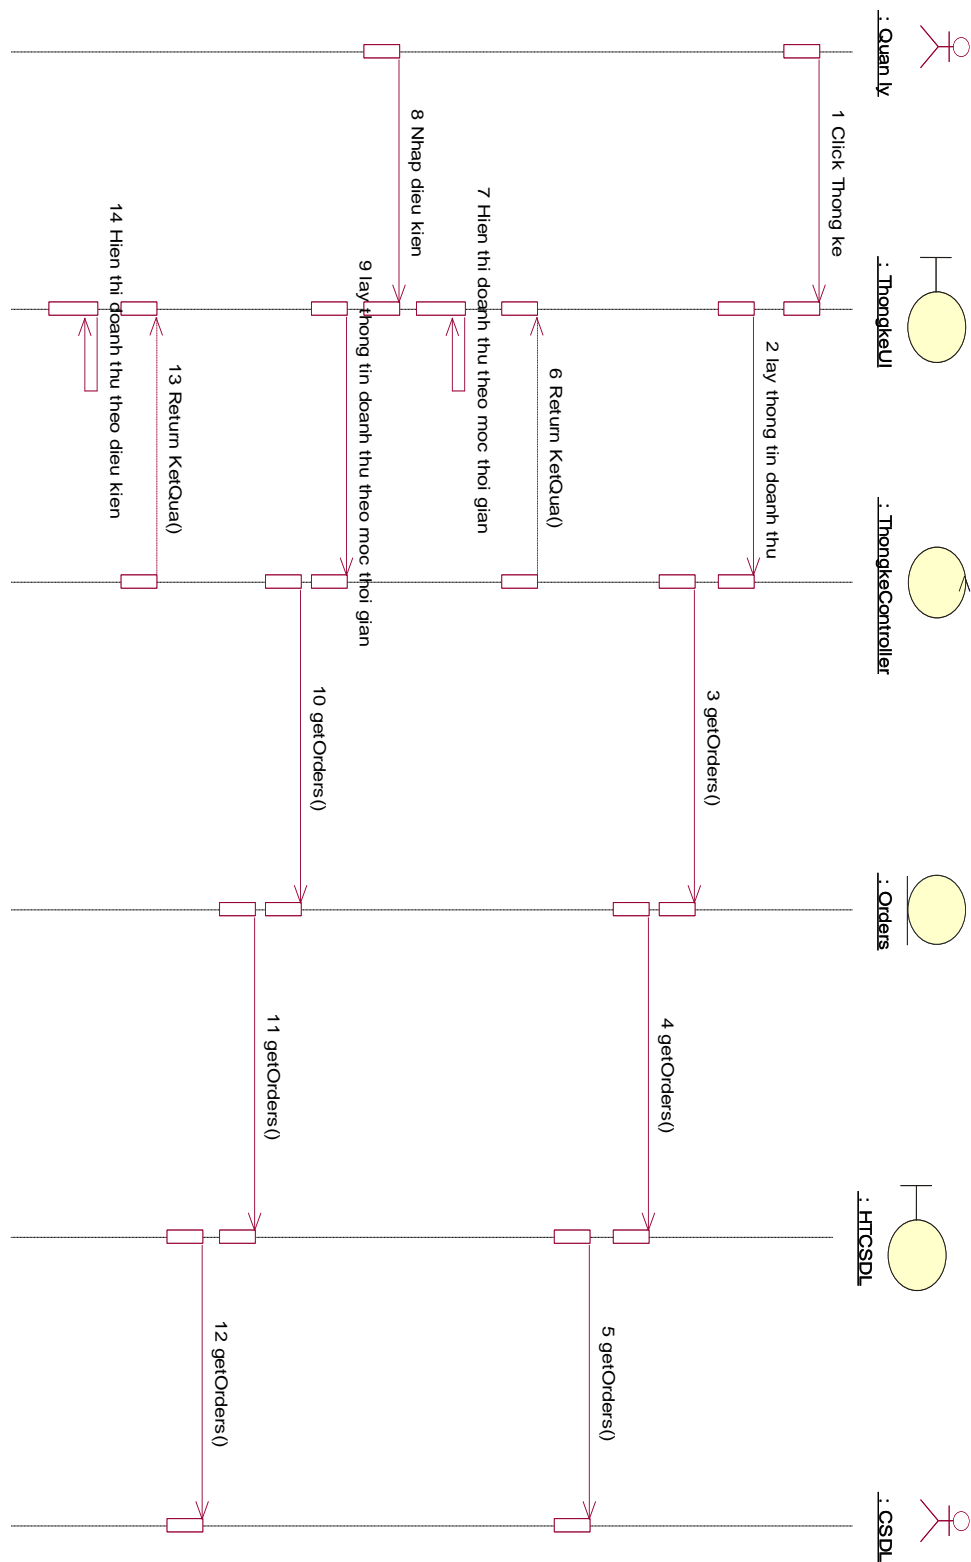 : Quan ly
: ThongkeUI
: ThongkeController
: Orders
: HTCSDL
: CSDL
1 Click Thong ke
2 lay thong tin doanh thu
3 getOrders()
4 getOrders()
5 getOrders()
6 Return KetQua()
7 Hien thi doanh thu theo moc thoi gian
8 Nhap dieu kien
9 lay thong tin doanh thu theo moc thoi gian
10 getOrders()
11 getOrders()
12 getOrders()
13 Return KetQua()
14 Hien thi doanh thu theo dieu kien